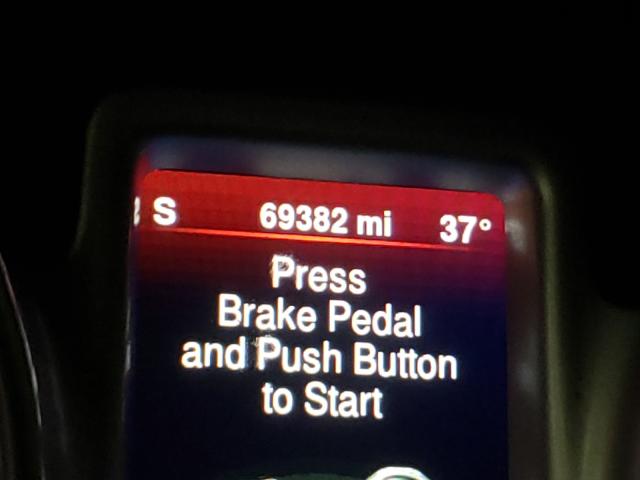 S 69382 mi 37°
Press
Brake Pedal
and Push Button
to Start